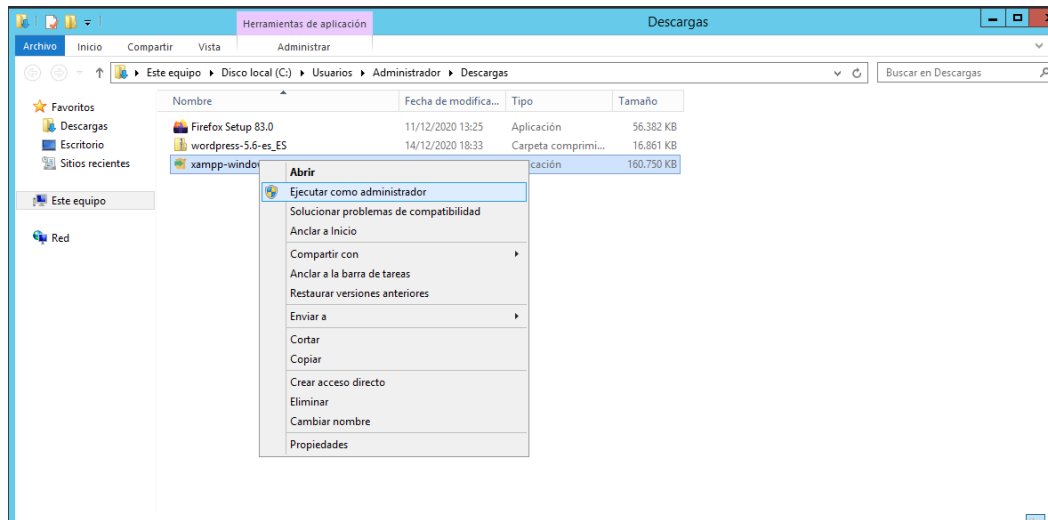 Herramientas de aplicación
Descargas
Archivo Inicio Compartir Vista Administrar
Este equipo Disco local (C:) Usuarios Administrador Descargas
Buscar en Descargas
Favoritos
Descargas
Escritorio
Sitios recientes
Este equipo
Red
Nombre Fecha de modifica... Tipo Tamaño
Firefox Setup 83.0 11/12/2020 13:25 Aplicación 56.382 KB
wordpress-5.6-es_ES 14/12/2020 18:33 Carpeta comprimi... 16.861 KB
xampp-window cación 160.750 KB
Abrir
Ejecutar como administrador
Solucionar problemas de compatibilidad
Anclar a Inicio
Compartir con
Anclar a la barra de tareas
Restaurar versiones anteriores
Enviar a
Cortar
Copiar
Crear acceso directo
Eliminar
Cambiar nombre
Propiedades